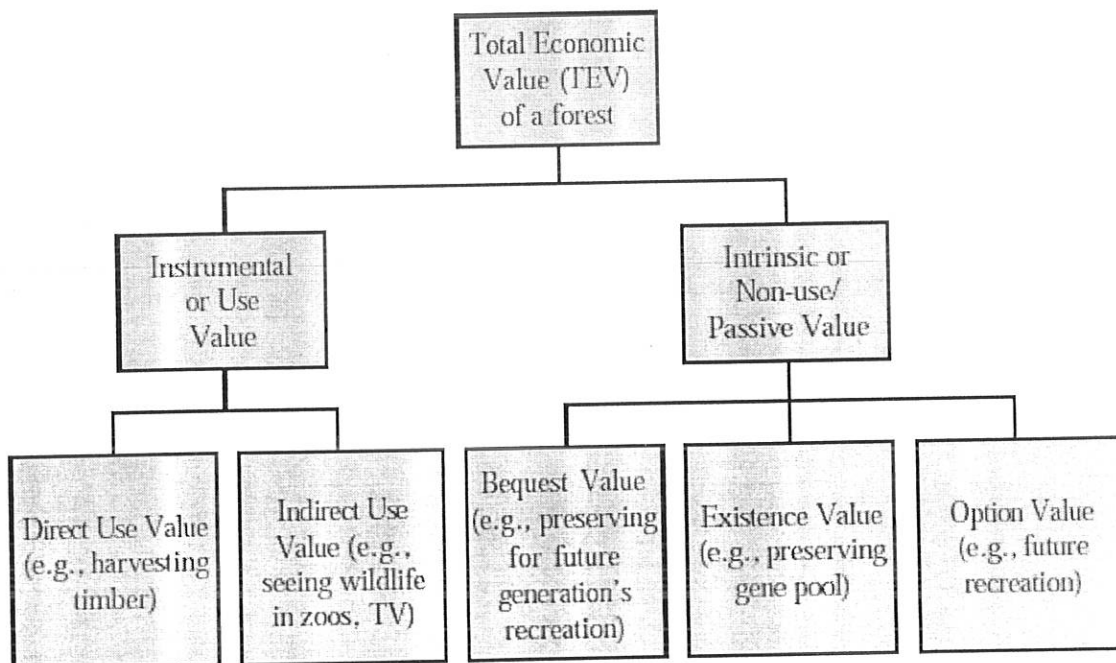 Total Economic
Value (TEV)
of a forest
Instrumental
or Use
Value
Intrinsic or
Non-use/
Passive Value
Direct Use Value
(e.g., harvesting
timber)
Indirect Use
Value (e.g.,
seeing wildlife
in zoos, TV)
Bequest Value
(e.g., preserving
for future
generation's
recreation)
Existence Value
(e.g., preserving
gene pool)
Option Value
(e.g., future
recreation)